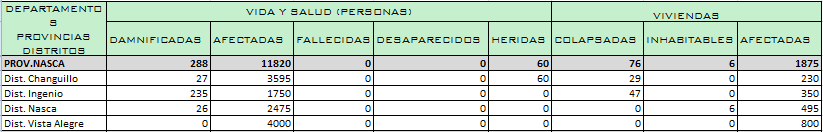 DEPARTAMENTO
S
PROVINCIAS
DISTRITOS
VIDA Y SALUD (PERSONAS)
VIVIENDAS
DAMNIFICADAS AFECTADAS FALLECIDAS DESAPARECIDOS HERIDAS COLAPSADAS INHABITABLES AFECTADAS
PROV.NASCA 288 11820 0 0 60 76 6 1875
Dist. Changuillo 27 3595 0 0 60 29 0 230
Dist. Ingenio 235 1750 0 0 0 47 0 350
Dist. Nasca 26 2475 0 0 0 0 6 495
Dist. Vista Alegre 0 4000 0 0 0 0 0 800